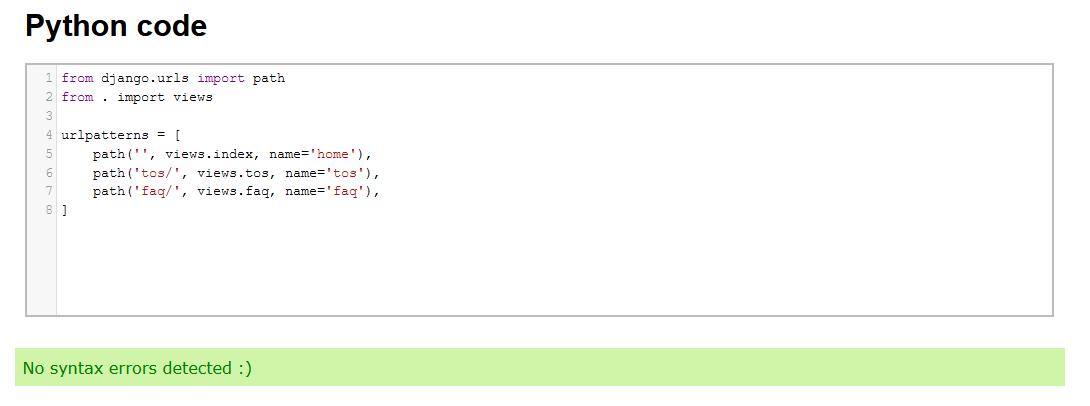 Python code
1 from django.urls import path
2 from . import views
3
4 urlpatterns = [
5     path('', views.index, name='home'),
6     path('tos/', views.tos, name='tos'),
7     path('faq/', views.faq, name='faq'),
8 ]
No syntax errors detected :)